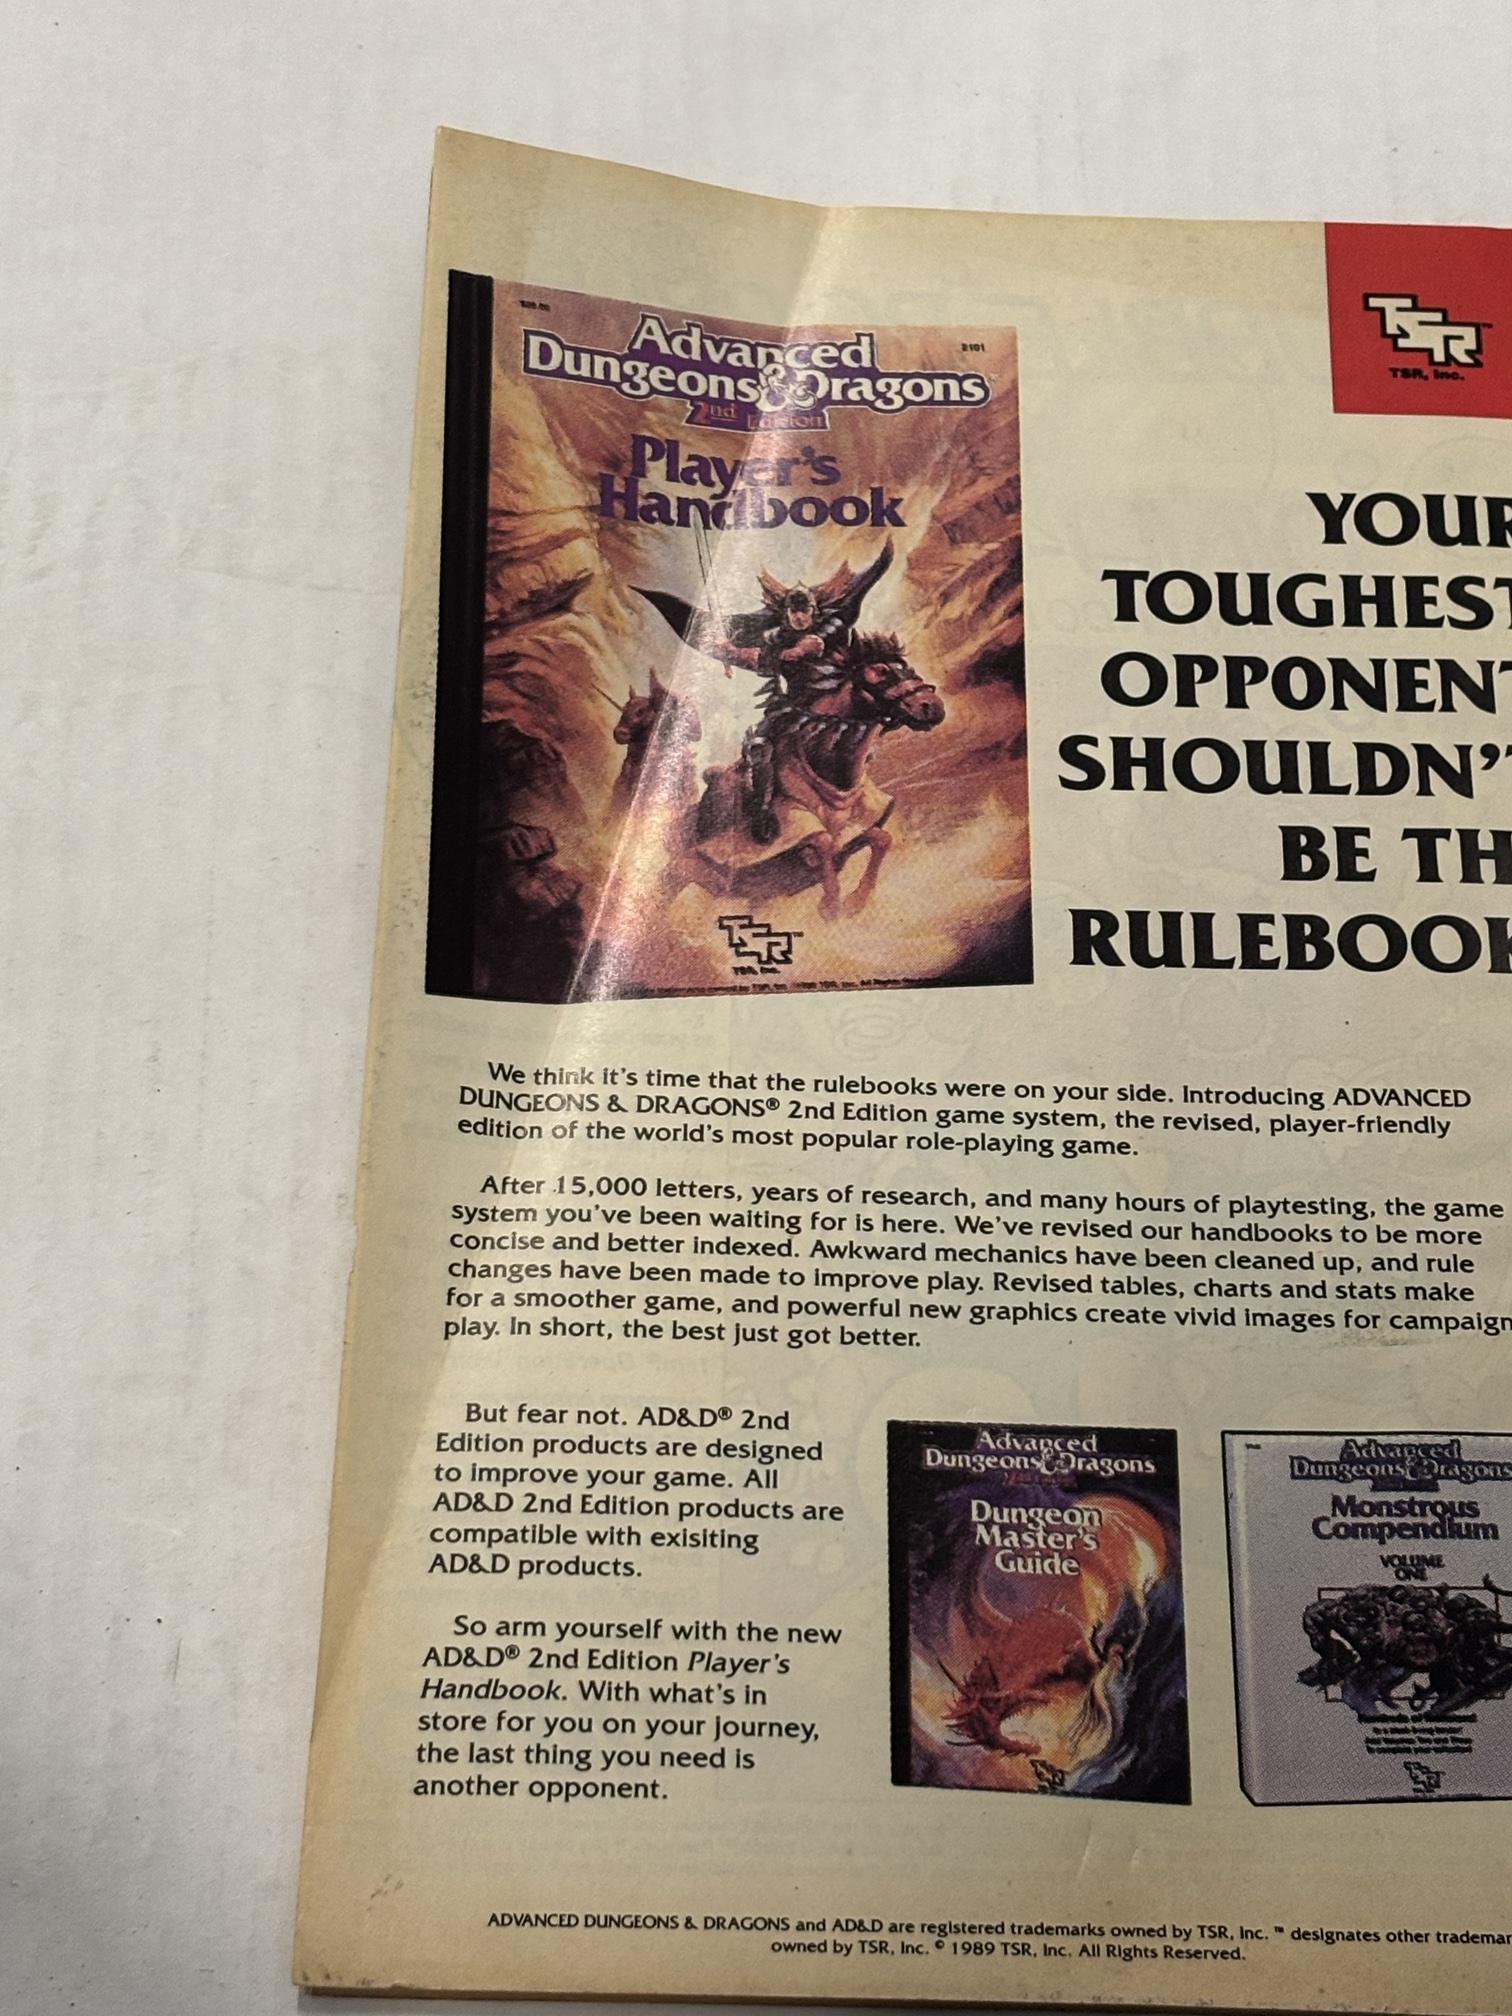 $20.00
2101
Advanced
Dungeons & Dragons
2nd Edition
Player's
Handbook
TSR™
TSR, Inc.
TSR™
TSR, Inc.
YOUR
TOUGHEST
OPPONENT
SHOULDN'T
BE TH
RULEBOOK
We think it's time that the rulebooks were on your side. Introducing ADVANCED
DUNGEONS & DRAGONS® 2nd Edition game system, the revised, player-friendly
edition of the world's most popular role-playing game.
After 15,000 letters, years of research, and many hours of playtesting, the game
system you've been waiting for is here. We've revised our handbooks to be more
concise and better indexed. Awkward mechanics have been cleaned up, and rule
changes have been made to improve play. Revised tables, charts and stats make
for a smoother game, and powerful new graphics create vivid images for campaign
play. In short, the best just got better.
But fear not. AD&D® 2nd
Edition products are designed
to improve your game. All
AD&D 2nd Edition products are
compatible with exisiting
AD&D products.
So arm yourself with the new
AD&D® 2nd Edition Player's
Handbook. With what's in
store for you on your journey,
the last thing you need is
another opponent.
Advanced
Dungeons & Dragons
2nd Edition
Dungeon
Master's
Guide
TSR
Advanced
Dungeons & Dragons
Monstrous
Compendium
VOLUME
ONE
TSR
ADVANCED DUNGEONS & DRAGONS and AD&D are registered trademarks owned by TSR, Inc. ™ designates other trademar
owned by TSR, Inc. © 1989 TSR, Inc. All Rights Reserved.